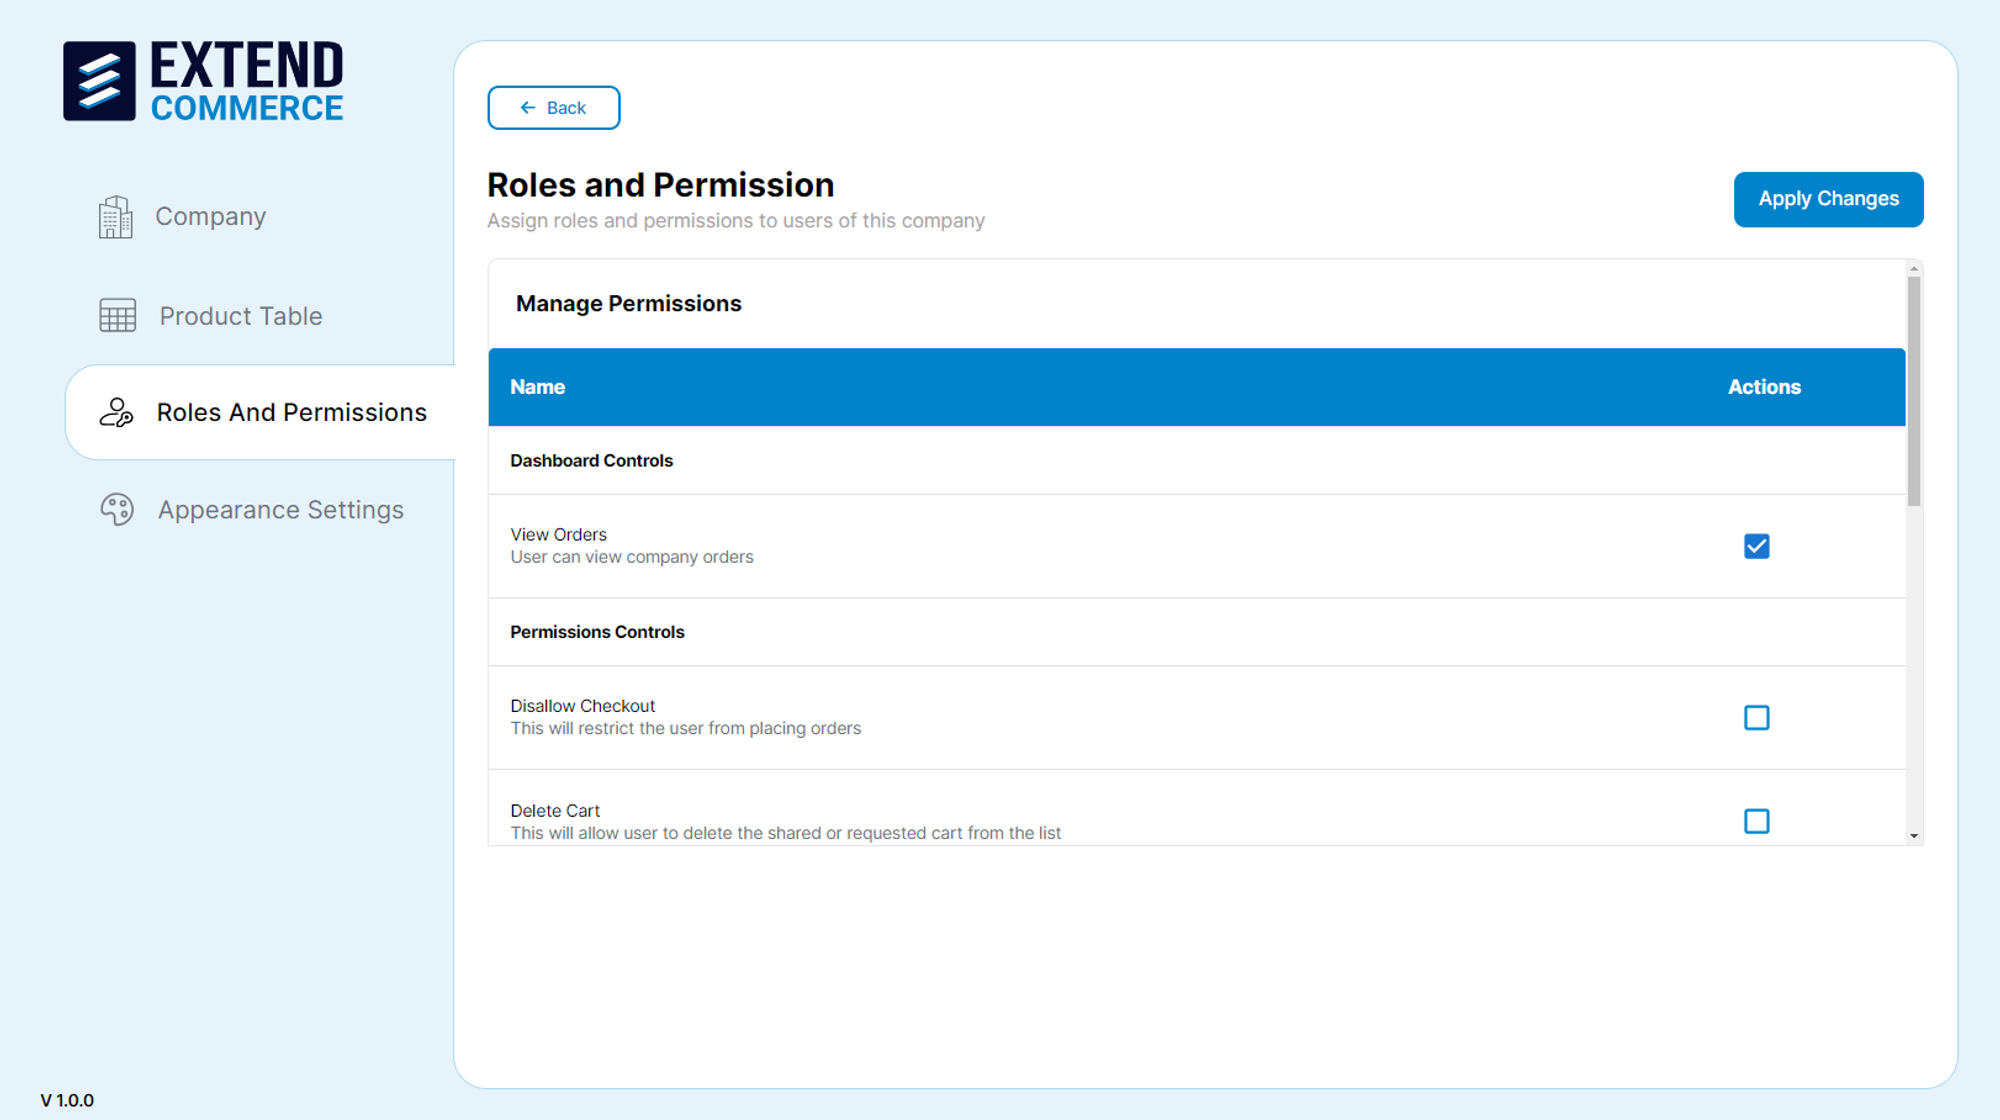 EXTEND
COMMERCE
Company
Product Table
Roles And Permissions
Appearance Settings
V 1.0.0
Back
Roles and Permission
Assign roles and permissions to users of this company
Apply Changes
Manage Permissions
Name Actions
Dashboard Controls
View Orders
User can view company orders
Permissions Controls
Disallow Checkout
This will restrict the user from placing orders
Delete Cart
This will allow user to delete the shared or requested cart from the list